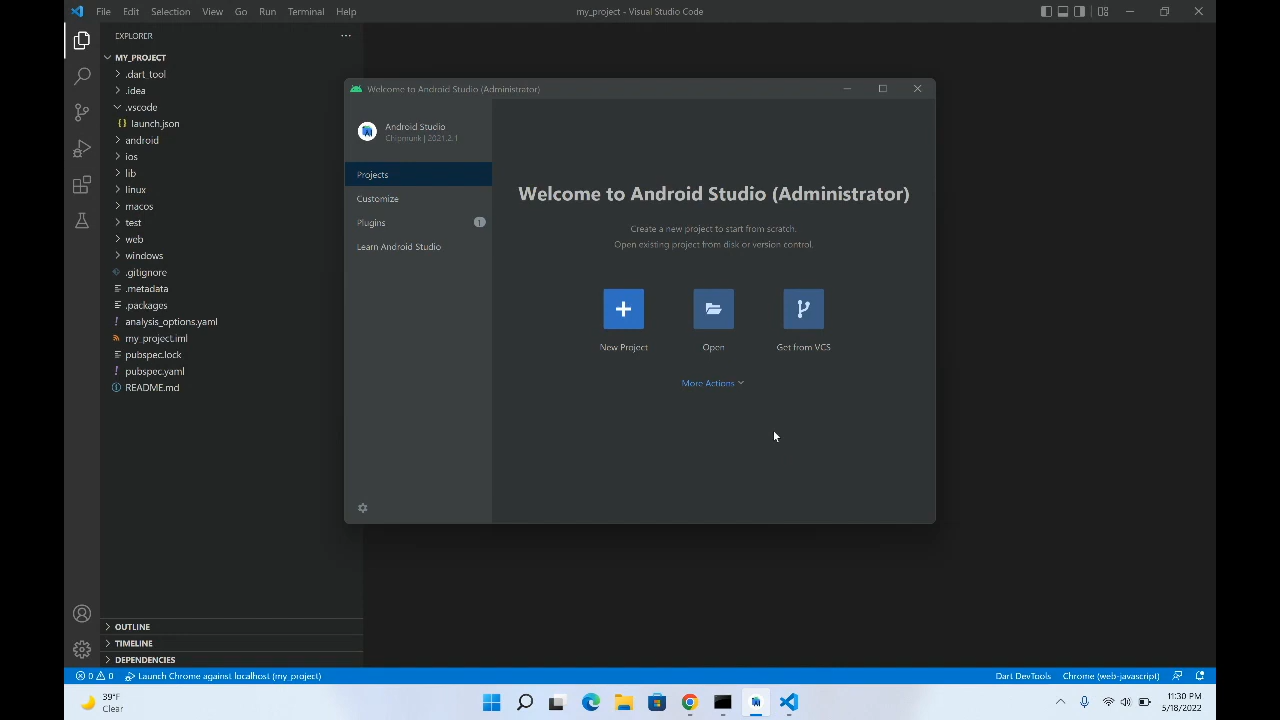 File Edit Selection View Go Run Terminal Help
my_project - Visual Studio Code
EXPLORER
MY_PROJECT
.dart_tool
.idea
.vscode
launch.json
android
ios
lib
linux
macos
test
web
windows
.gitignore
.metadata
.packages
analysis_options.yaml
my_project.iml
pubspec.lock
pubspec.yaml
README.md
OUTLINE
TIMELINE
DEPENDENCIES
Welcome to Android Studio (Administrator)
Android Studio
Chipmunk | 2021.2.1
Projects
Customize
Plugins 1
Learn Android Studio
Welcome to Android Studio (Administrator)
Create a new project to start from scratch.
Open existing project from disk or version control.
New Project Open Get from VCS
More Actions
0 0 Launch Chrome against localhost (my_project) Dart DevTools Chrome (web-javascript)
39°F
Clear
11:30 PM
5/18/2022